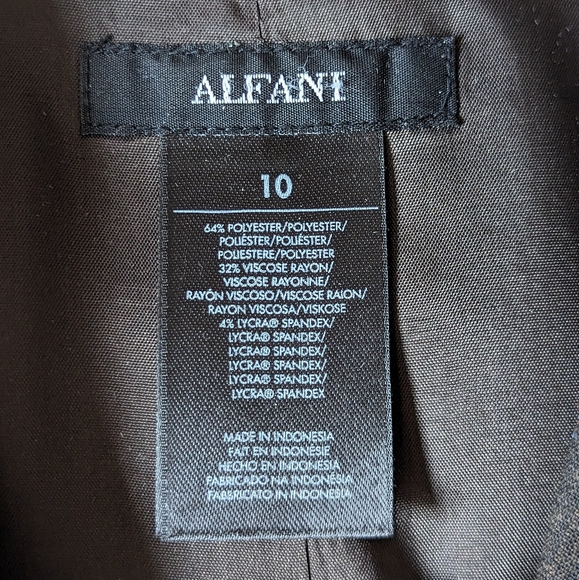 ALFANI
10
64% POLYESTER/POLYESTER/
POLIÉSTER/POLIÉSTER/
POLIESTERE/POLYESTER
32% VISCOSE RAYON/
VISCOSE RAYONNE/
RAYÓN VISCOSO/VISCOSE RAION/
RAYON VISCOSA/VISKOSE
4% LYCRA® SPANDEX/
LYCRA® SPANDEX/
LYCRA® SPANDEX/
LYCRA® SPANDEX/
LYCRA® SPANDEX/
LYCRA® SPANDEX
MADE IN INDONESIA
FAIT EN INDONÉSIE
HECHO EN INDONESIA
FABRICADO NA INDONÉSIA
FABRICATO IN INDONESIA